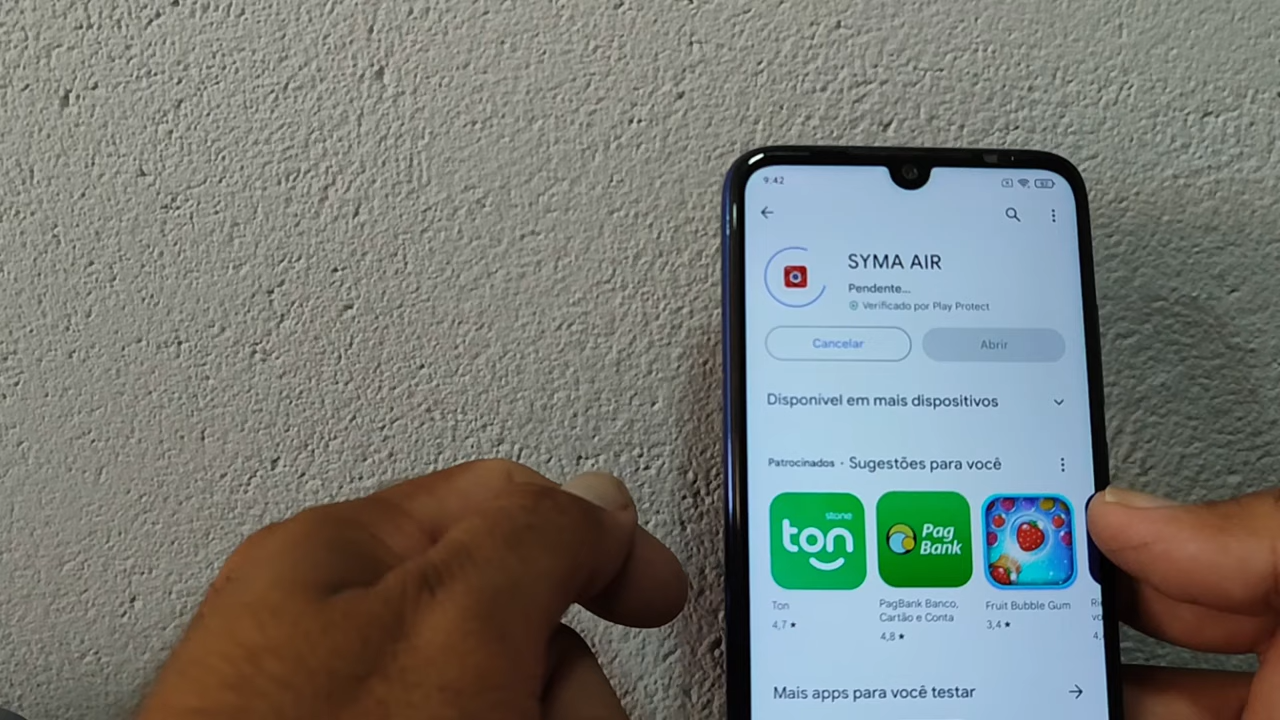 9:42
SYMA AIR
Pendente...
Verificado por Play Protect
Cancelar
Abrir
Disponível em mais dispositivos
Patrocinados · Sugestões para você
stone
ton
Pag
Bank
Ton
4,7 ★
PagBank Banco,
Cartão e Conta
4,8 ★
Fruit Bubble Gum
3,4 ★
Mais apps para você testar